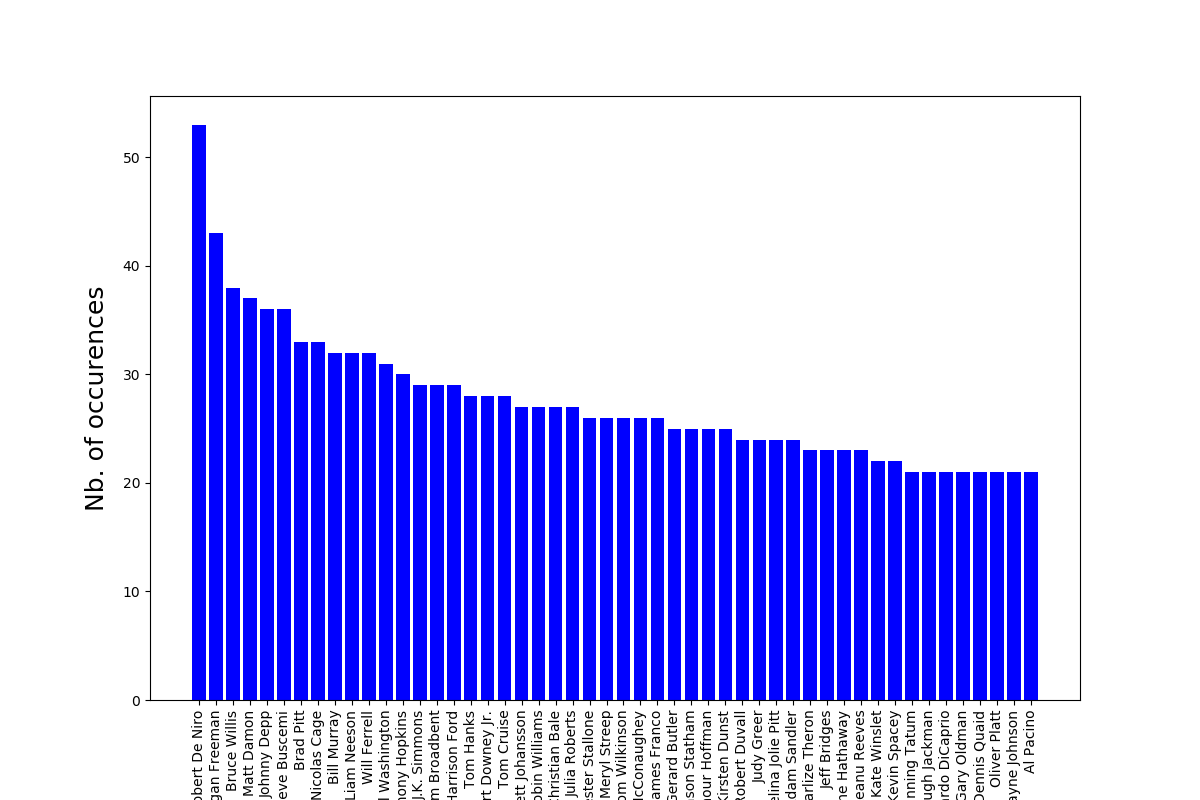 Nb. of occurences
50
40
30
20
10
0
obert De Niro
gan Freeman
Bruce Willis
Matt Damon
Johnny Depp
eve Buscemi
Brad Pitt
Nicolas Cage
Bill Murray
Liam Neeson
Will Ferrell
l Washington
hony Hopkins
J.K. Simmons
m Broadbent
Harrison Ford
Tom Hanks
rt Downey Jr.
Tom Cruise
ett Johansson
obin Williams
hristian Bale
Julia Roberts
ester Stallone
Meryl Streep
om Wilkinson
McConaughey
ames Franco
Gerard Butler
son Statham
our Hoffman
Kirsten Dunst
Robert Duvall
Judy Greer
elina Jolie Pitt
dam Sandler
arlize Theron
Jeff Bridges
ne Hathaway
eanu Reeves
Kate Winslet
Kevin Spacey
nning Tatum
ugh Jackman
rdo DiCaprio
Gary Oldman
Dennis Quaid
Oliver Platt
ayne Johnson
Al Pacino